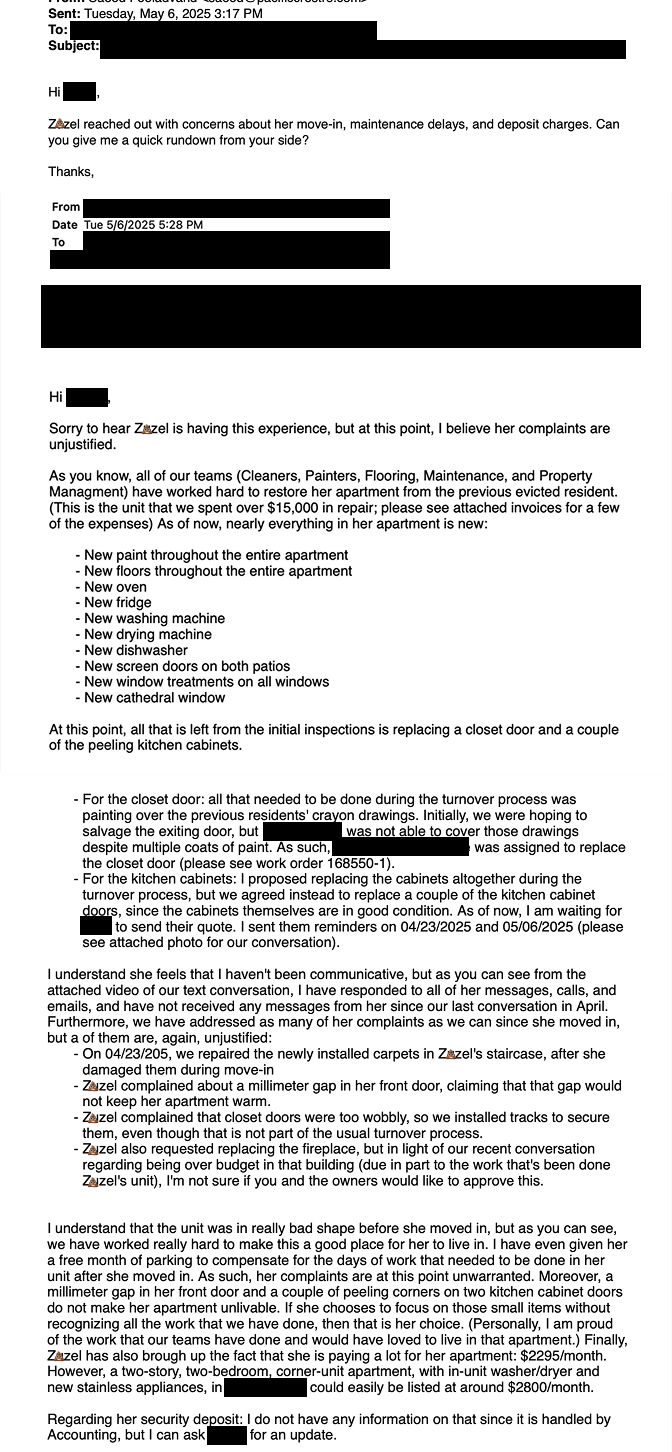 Sent: Tuesday, May 6, 2025 3:17 PM
To:
Subject:
Hi ,
Z💩zel reached out with concerns about her move-in, maintenance delays, and deposit charges. Can
you give me a quick rundown from your side?
Thanks,
From
Date Tue 5/6/2025 5:28 PM
To
Hi ,
Sorry to hear Z💩zel is having this experience, but at this point, I believe her complaints are
unjustified.
As you know, all of our teams (Cleaners, Painters, Flooring, Maintenance, and Property
Managment) have worked hard to restore her apartment from the previous evicted resident.
(This is the unit that we spent over $15,000 in repair; please see attached invoices for a few
of the expenses) As of now, nearly everything in her apartment is new:
- New paint throughout the entire apartment
- New floors throughout the entire apartment
- New oven
- New fridge
- New washing machine
- New drying machine
- New dishwasher
- New screen doors on both patios
- New window treatments on all windows
- New cathedral window
At this point, all that is left from the initial inspections is replacing a closet door and a couple
of the peeling kitchen cabinets.
- For the closet door: all that needed to be done during the turnover process was
painting over the previous residents' crayon drawings. Initially, we were hoping to
salvage the exiting door, but was not able to cover those drawings
despite multiple coats of paint. As such, was assigned to replace
the closet door (please see work order 168550-1).
- For the kitchen cabinets: I proposed replacing the cabinets altogether during the
turnover process, but we agreed instead to replace a couple of the kitchen cabinet
doors, since the cabinets themselves are in good condition. As of now, I am waiting for
to send their quote. I sent them reminders on 04/23/2025 and 05/06/2025 (please
see attached photo for our conversation).
I understand she feels that I haven't been communicative, but as you can see from the
attached video of our text conversation, I have responded to all of her messages, calls, and
emails, and have not received any messages from her since our last conversation in April.
Furthermore, we have addressed as many of her complaints as we can since she moved in,
but a of them are, again, unjustified:
- On 04/23/205, we repaired the newly installed carpets in Z💩zel's staircase, after she
damaged them during move-in
- Z💩zel complained about a millimeter gap in her front door, claiming that that gap would
not keep her apartment warm.
- Z💩zel complained that closet doors were too wobbly, so we installed tracks to secure
them, even though that is not part of the usual turnover process.
- Z💩zel also requested replacing the fireplace, but in light of our recent conversation
regarding being over budget in that building (due in part to the work that's been done
Z💩zel's unit), I'm not sure if you and the owners would like to approve this.
I understand that the unit was in really bad shape before she moved in, but as you can see,
we have worked really hard to make this a good place for her to live in. I have even given her
a free month of parking to compensate for the days of work that needed to be done in her
unit after she moved in. As such, her complaints are at this point unwarranted. Moreover, a
millimeter gap in her front door and a couple of peeling corners on two kitchen cabinet doors
do not make her apartment unlivable. If she chooses to focus on those small items without
recognizing all the work that we have done, then that is her choice. (Personally, I am proud
of the work that our teams have done and would have loved to live in that apartment.) Finally,
Z💩zel has also brough up the fact that she is paying a lot for her apartment: $2295/month.
However, a two-story, two-bedroom, corner-unit apartment, with in-unit washer/dryer and
new stainless appliances, in could easily be listed at around $2800/month.
Regarding her security deposit: I do not have any information on that since it is handled by
Accounting, but I can ask for an update.